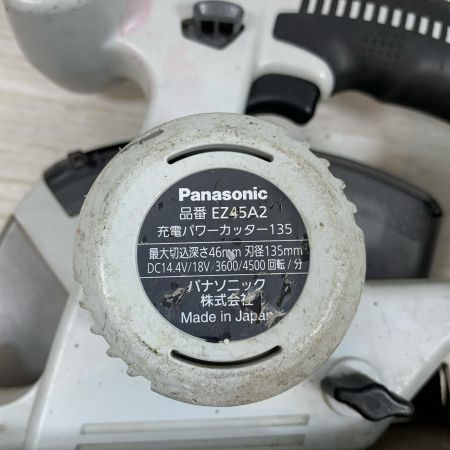 Panasonic
品番 EZ45A2
充電パワーカッター135
最大切込深さ46mm 刃径135mm
DC14.4V/18V 3600/4500 回転/分
パナソニック
株式会社
Made in Japan